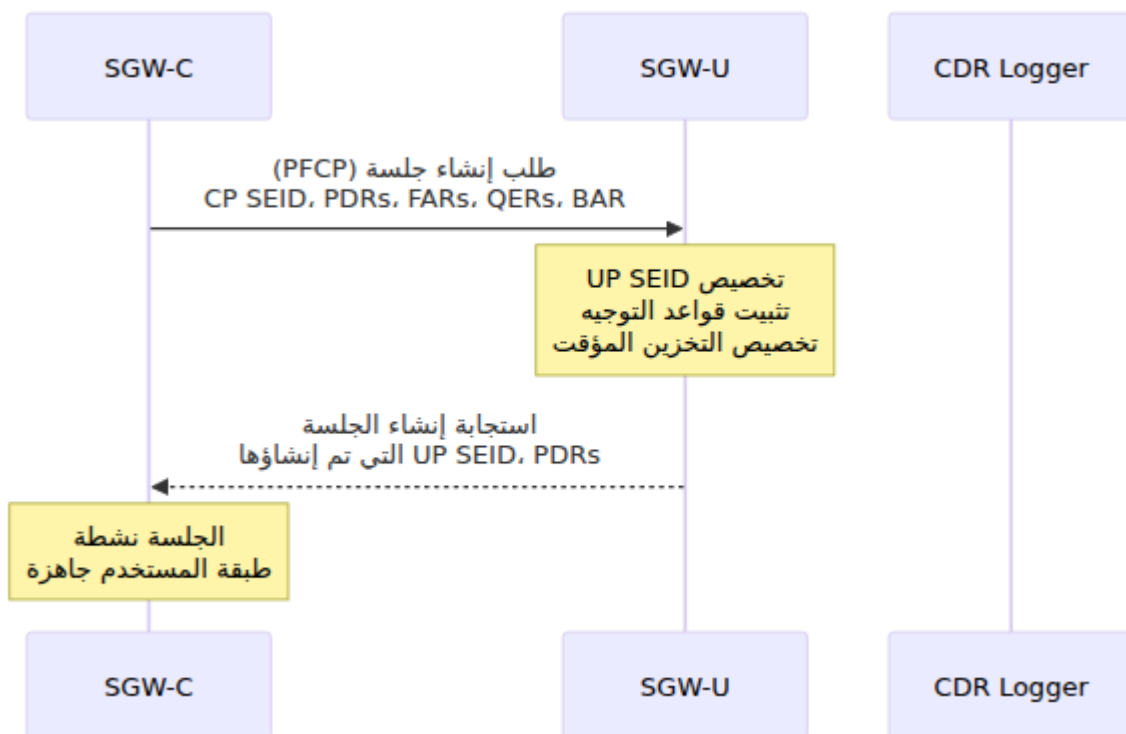 SGW-C
SGW-U
CDR Logger
طلب إنشاء جلسة (PFCP)
CP SEID، PDRs، FARs، QERs، BAR
تخصيص UP SEID
تثبيت قواعد التوجيه
تخصيص التخزين المؤقت
استجابة إنشاء الجلسة
UP SEID، PDRs التي تم إنشاؤها
الجلسة نشطة
طبقة المستخدم جاهزة
SGW-C
SGW-U
CDR Logger